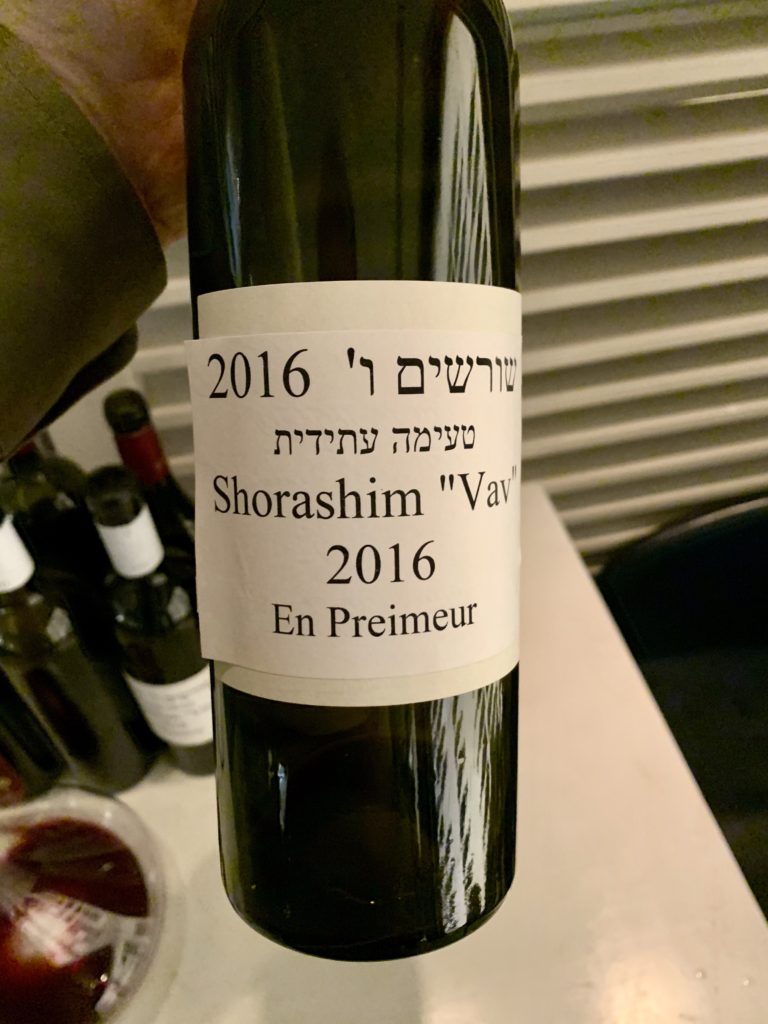 שורשים ו' 2016
טעימה עתידית
Shorashim "Vav"
2016
En Preimeur